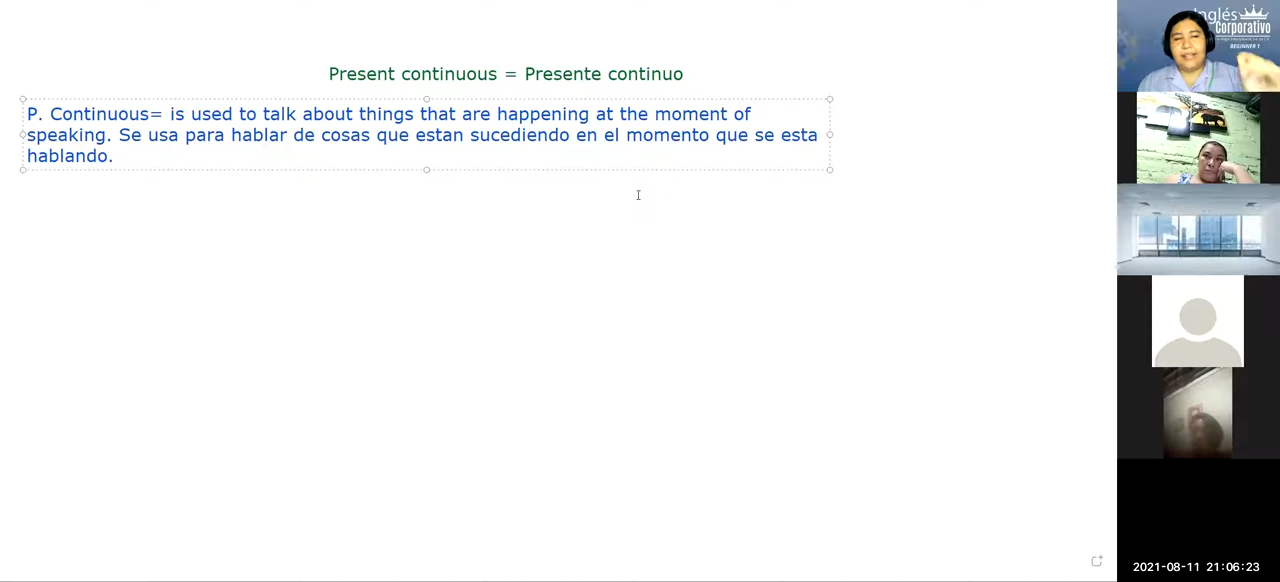 Present continuous = Presente continuo
P. Continuous= is used to talk about things that are happening at the moment of
speaking. Se usa para hablar de cosas que estan sucediendo en el momento que se esta
hablando.
Inglés
Corporativo
BEGINNER 1
2021-08-11 21:06:23